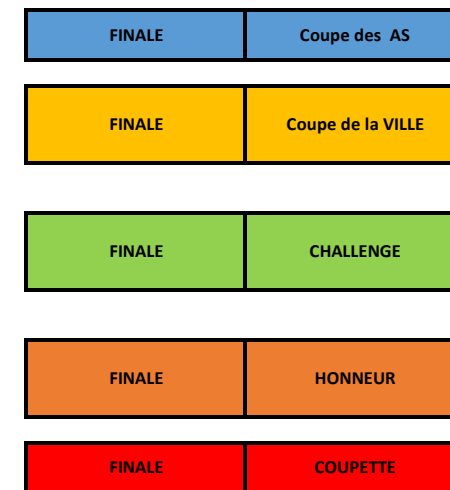 FINALE Coupe des AS
FINALE Coupe de la VILLE
FINALE CHALLENGE
FINALE HONNEUR
FINALE COUPETTE